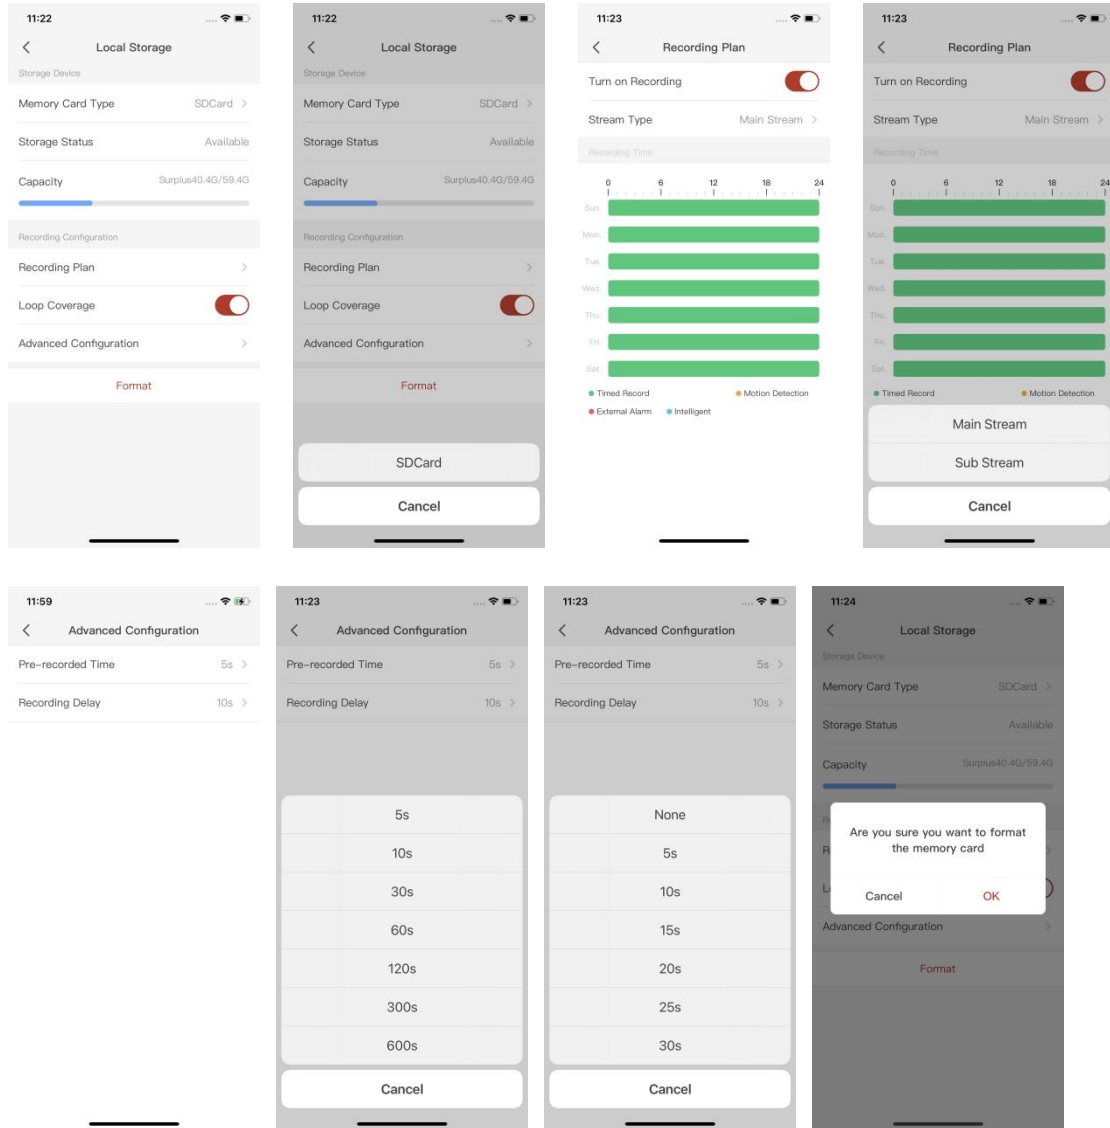 11:22
Local Storage
Storage Device
Memory Card Type SDCard
Storage Status Available
Capacity Surplus40.4G/59.4G
Recording Configuration
Recording Plan
Loop Coverage
Advanced Configuration
Format
11:22
Local Storage
Storage Device
Memory Card Type SDCard
Storage Status Available
Capacity Surplus40.4G/59.4G
Recording Configuration
Recording Plan
Loop Coverage
Advanced Configuration
Format
SDCard
Cancel
11:23
Recording Plan
Turn on Recording
Stream Type Main Stream
Recording Time
0 6 12 18 24
Sun.
Mon.
Tue.
Wed.
Thu.
Fri.
Sat.
Timed Record Motion Detection
External Alarm Intelligent
11:23
Recording Plan
Turn on Recording
Stream Type Main Stream
Recording Time
0 6 12 18 24
Sun.
Mon.
Tue.
Wed.
Thu.
Fri.
Sat.
Timed Record Motion Detection
Main Stream
Sub Stream
Cancel
11:59
Advanced Configuration
Pre-recorded Time 5s
Recording Delay 10s
11:23
Advanced Configuration
Pre-recorded Time 5s
Recording Delay 10s
5s
10s
30s
60s
120s
300s
600s
Cancel
11:23
Advanced Configuration
Pre-recorded Time 5s
Recording Delay 10s
None
5s
10s
15s
20s
25s
30s
Cancel
11:24
Local Storage
Storage Device
Memory Card Type SDCard
Storage Status Available
Capacity Surplus40.4G/59.4G
Are you sure you want to format
the memory card
Cancel OK
Advanced Configuration
Format